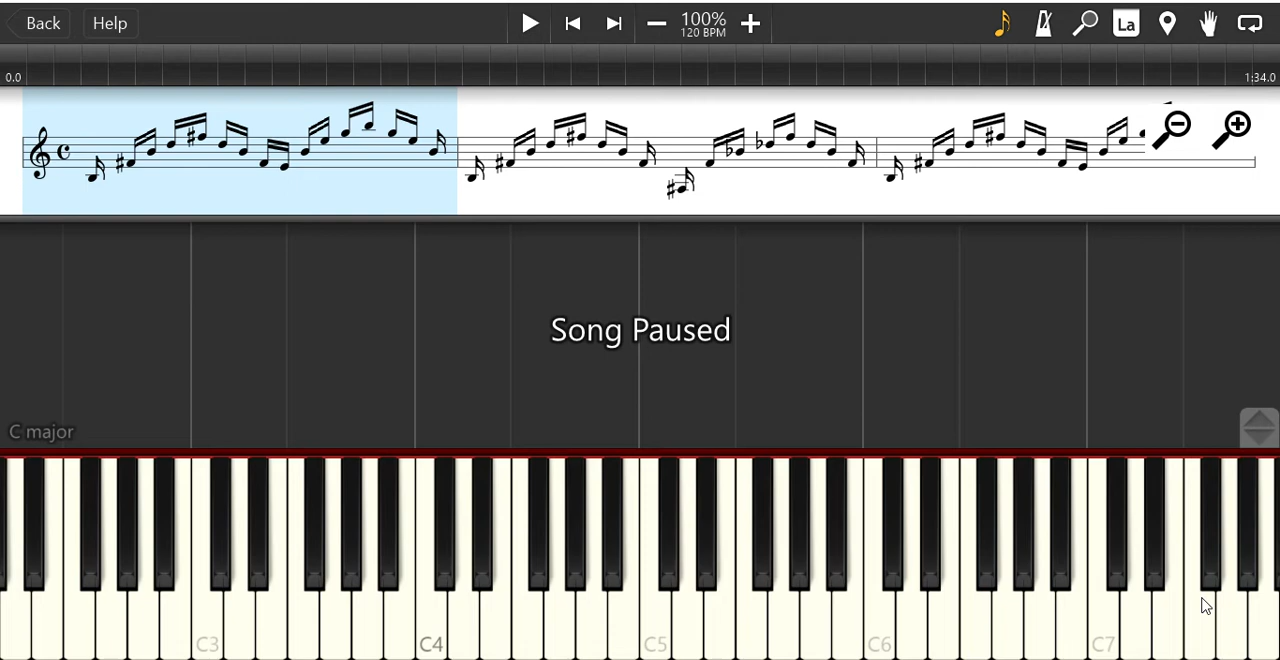 Back
Help
100%
120 BPM
La
0.0
1:34.0
Song Paused
C major
C3
C4
C5
C6
C7